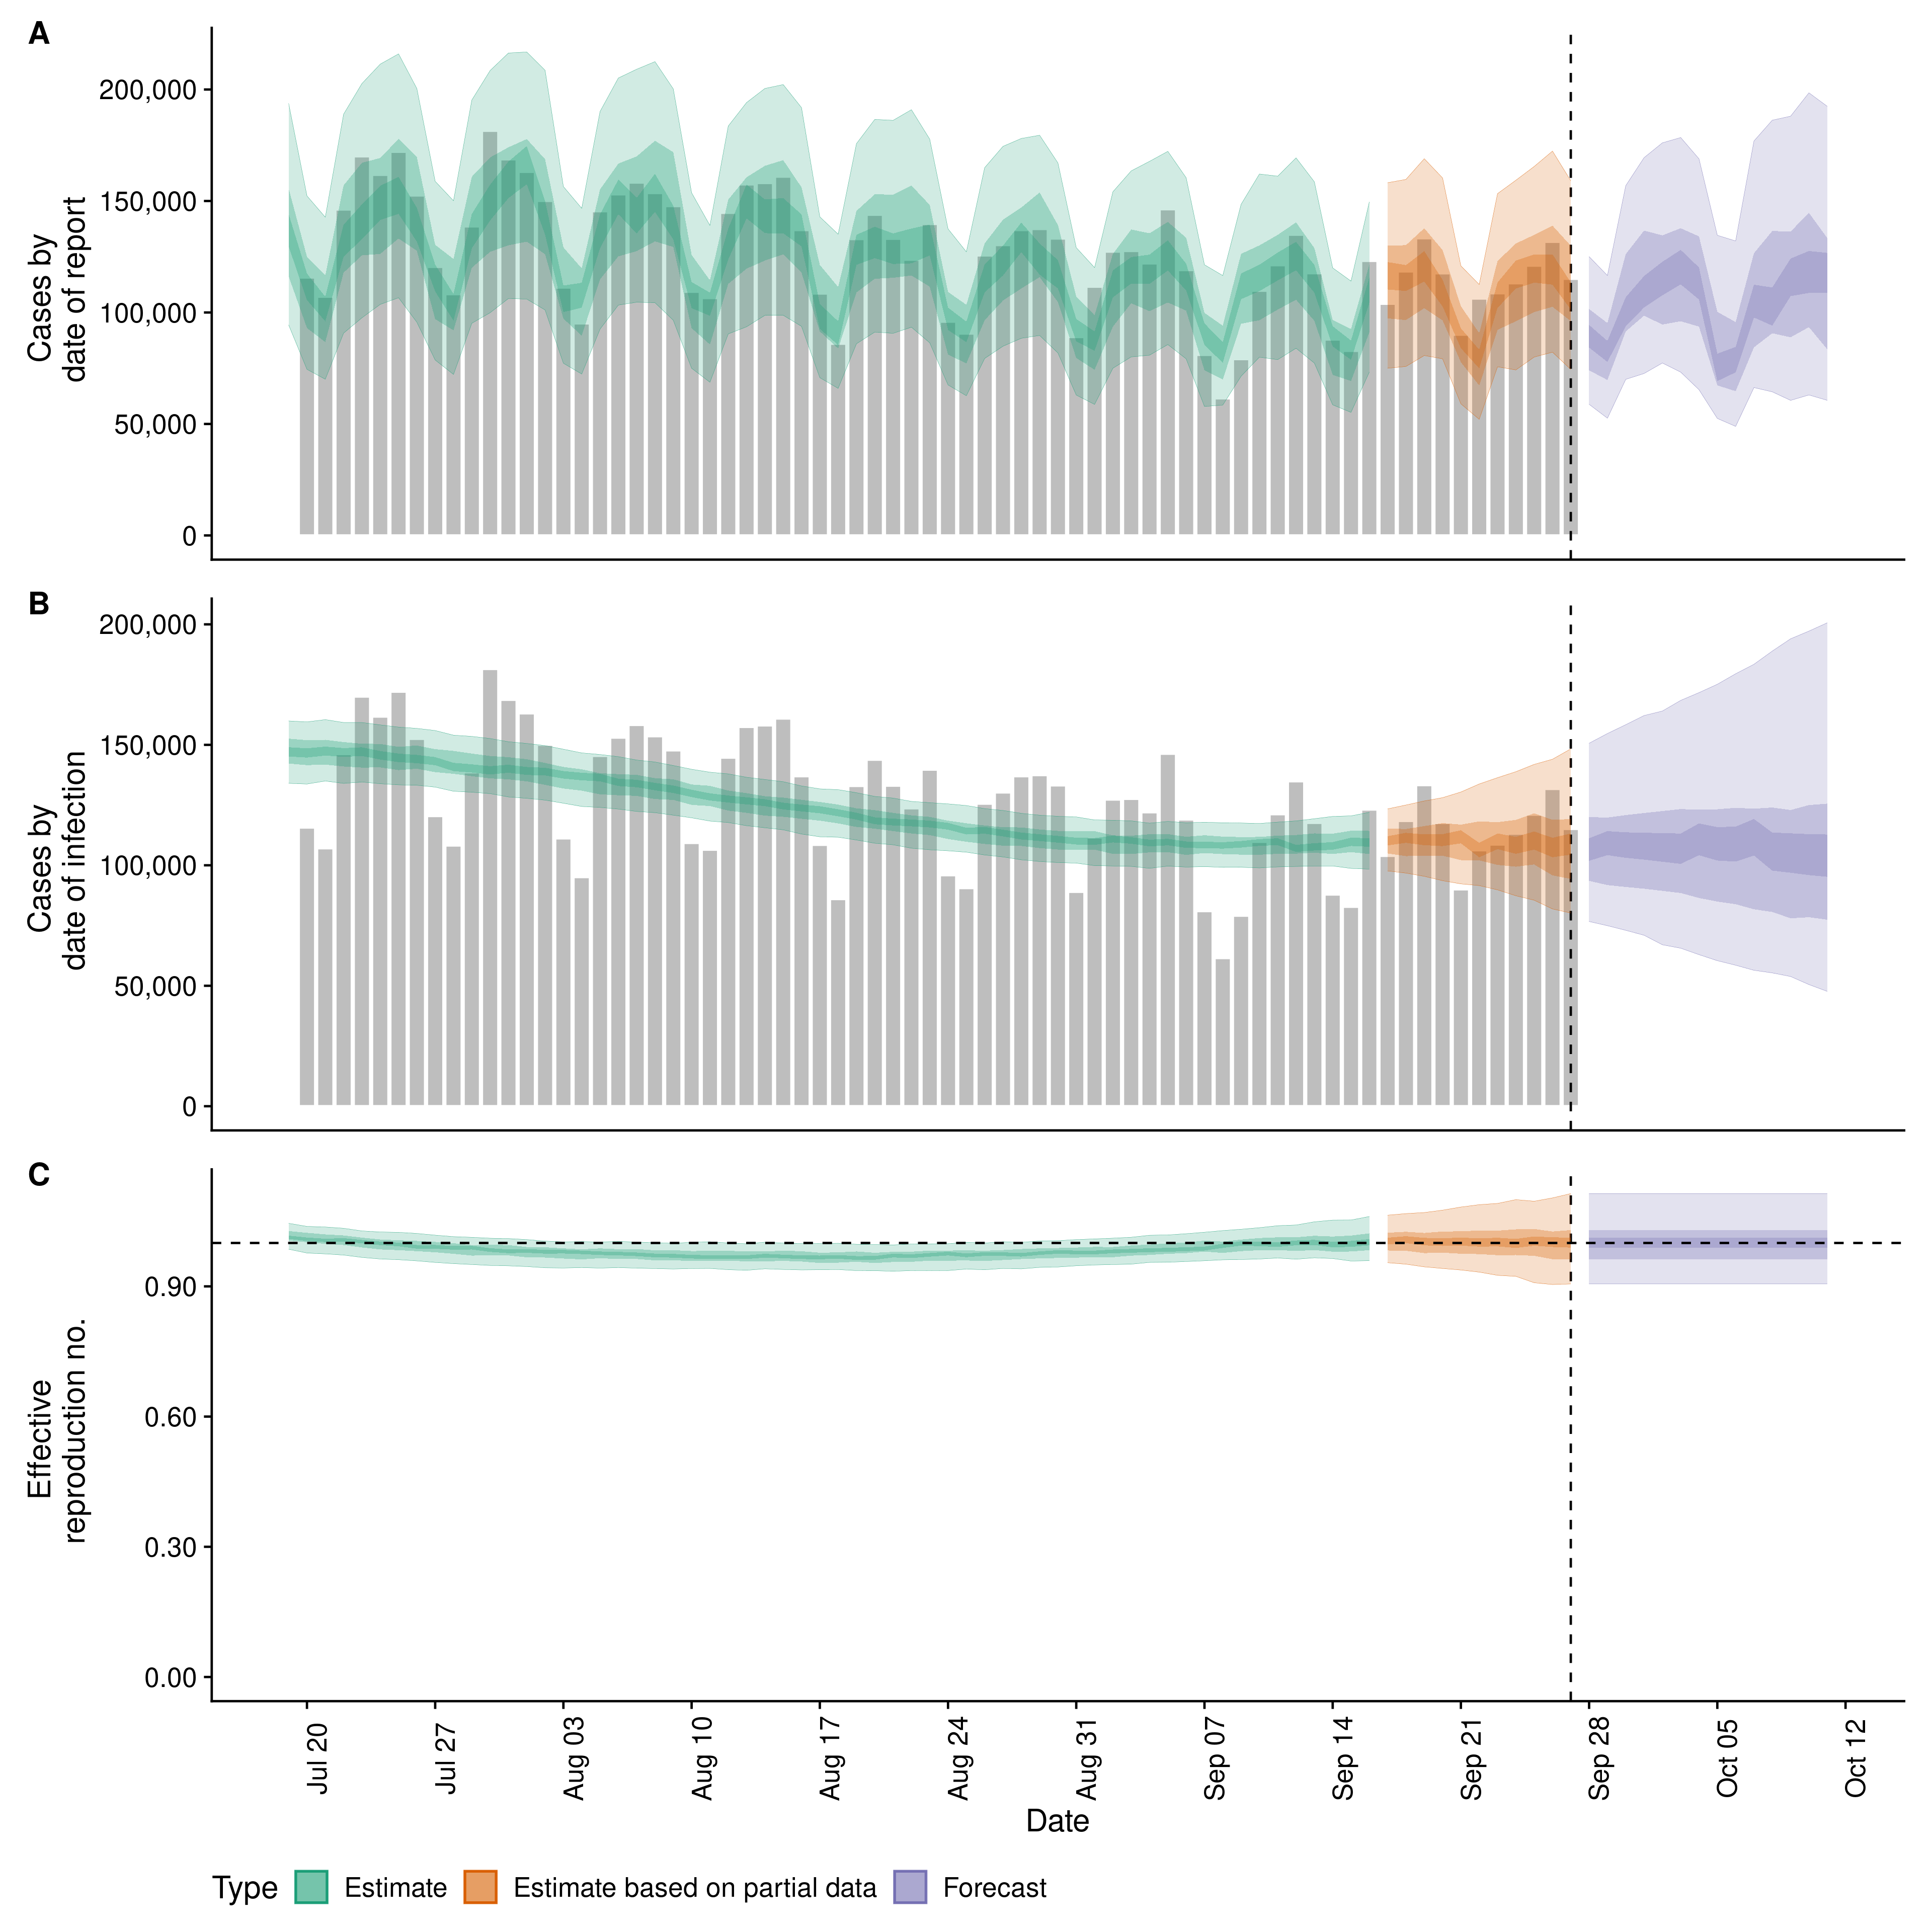 A
Cases by
date of report
200,000
150,000
100,000
50,000
0
B
Cases by
date of infection
200,000
150,000
100,000
50,000
0
C
Effective
reproduction no.
0.90
0.60
0.30
0.00
Jul 20
Jul 27
Aug 03
Aug 10
Aug 17
Aug 24
Aug 31
Sep 07
Sep 14
Sep 21
Sep 28
Oct 05
Oct 12
Date
Type Estimate Estimate based on partial data Forecast